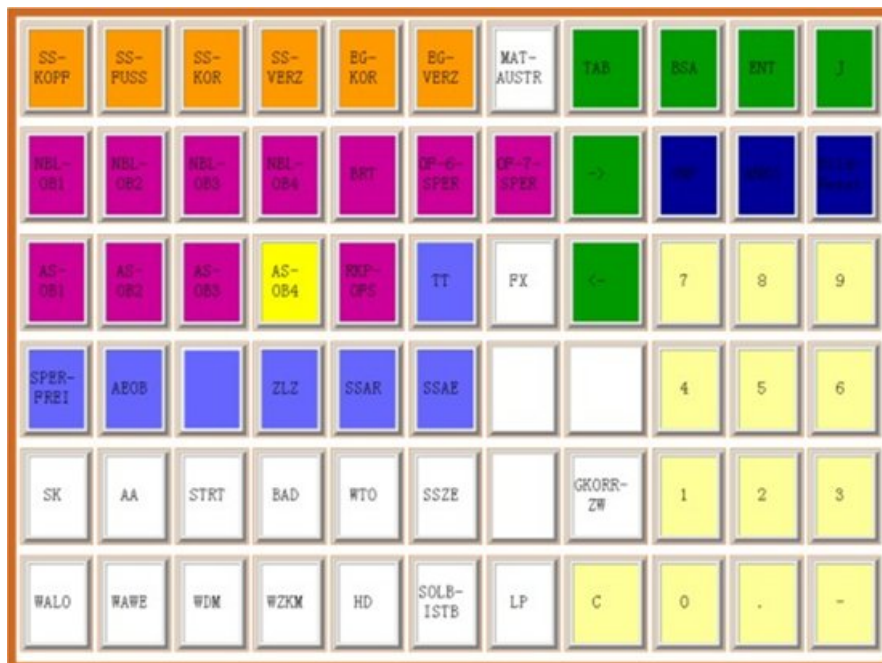 SS-KOPF SS-FUSS SS-KOR SS-VERZ EG-KOR EG-VERZ MAT-AUSTR TAB BSA ENT J
NBL-OB1 NBL-OB2 NBL-OB3 NBL-OB4 BRT OP-6-SPER OP-7-SPER ->
AS-OB1 AS-OB2 AS-OB3 AS-OB4 RKP-OPS TT FX <- 7 8 9
SPER-FREI AEOB ZLZ SSAR SSAE 4 5 6
SK AA STRT BAD WTO SSZE GKORR-ZW 1 2 3
WALO WAWE WDM WZKM HD SOLB-ISTB LP C 0 . -